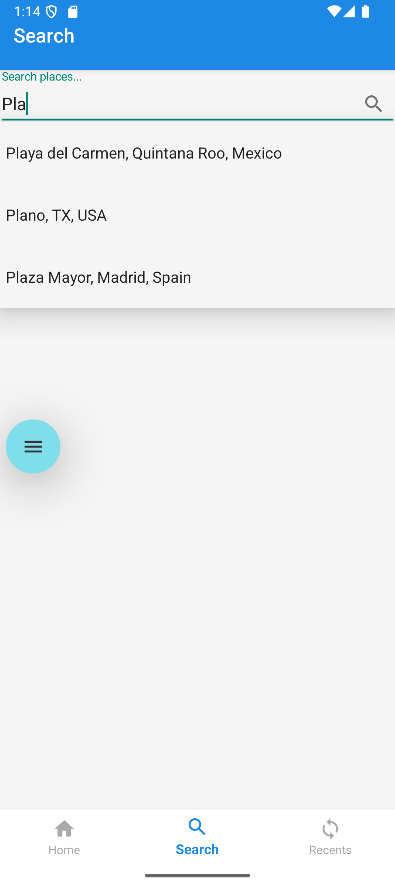 1:14
Search
Search places...
Pla
Playa del Carmen, Quintana Roo, Mexico
Plano, TX, USA
Plaza Mayor, Madrid, Spain
Home
Search
Recents